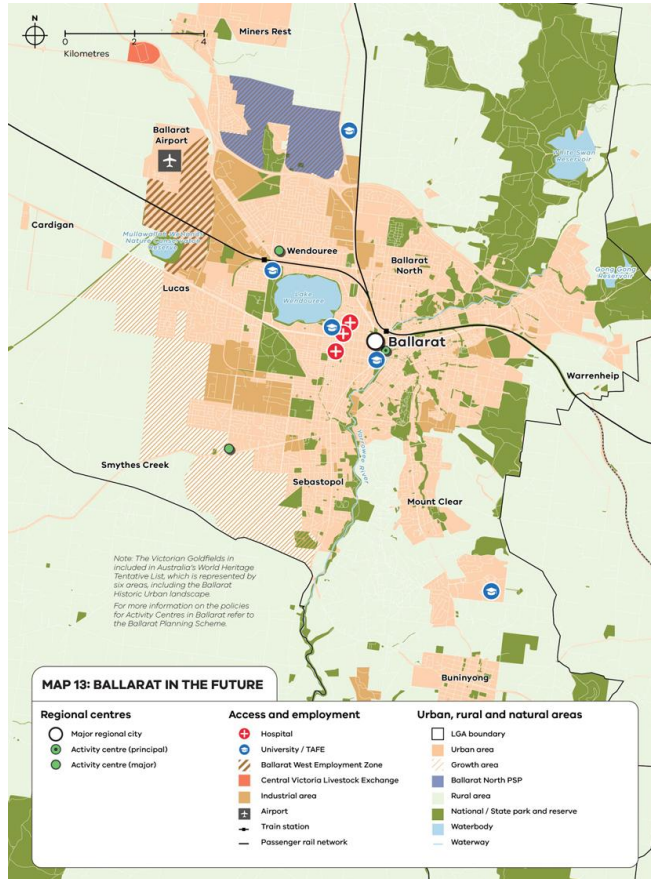 N
0
2
4
Kilometres
Miners Rest
Ballarat
Airport
White Swan
Reservoir
Cardigan
Nature
Reserve
Wendouree
Ballarat
North
Gong Gong
Reservoir
Lucas
Lake
Wendouree
Ballarat
Warrenheip
Yarrowee River
Smythes Creek
Sebastopol
Mount Clear
Note: The Victorian Goldfields in
included in Australia's World Heritage
Tentative List, which is represented by
six areas, including the Ballarat
Historic Urban landscape.
For more information on the policies
for Activity Centres in Ballarat refer to
the Ballarat Planning Scheme.
Buninyong
MAP 13: BALLARAT IN THE FUTURE
Regional centres
Major regional city
Activity centre (principal)
Activity centre (major)
Access and employment
Hospital
University / TAFE
Ballarat West Employment Zone
Central Victoria Livestock Exchange
Industrial area
Airport
Train station
Passenger rail network
Urban, rural and natural areas
LGA boundary
Urban area
Growth area
Ballarat North PSP
Rural area
National / State park and reserve
Waterbody
Waterway